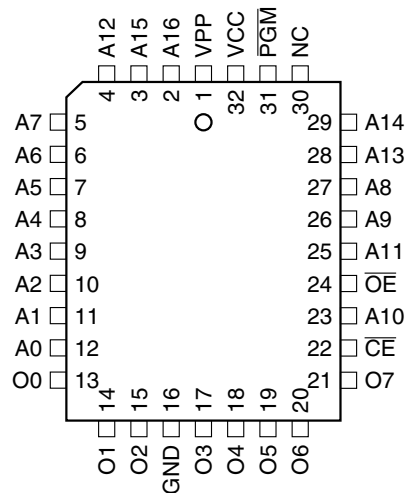 A12 A15 A16 VPP VCC P̅G̅M̅ NC
4 3 2 1 32 31 30
A7 5 29 A14
A6 6 28 A13
A5 7 27 A8
A4 8 26 A9
A3 9 25 A11
A2 10 24 O̅E̅
A1 11 23 A10
A0 12 22 C̅E̅
O0 13 21 O7
14 15 16 17 18 19 20
O1 O2 GND O3 O4 O5 O6